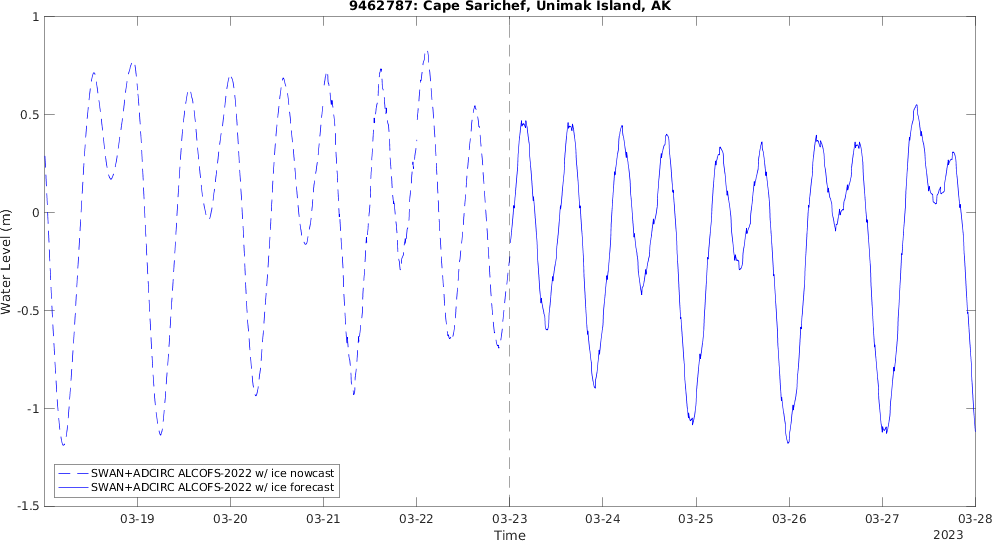 9462787: Cape Sarichef, Unimak Island, AK
Water Level (m)
1
0.5
0
-0.5
-1
-1.5
SWAN+ADCIRC ALCOFS-2022 w/ ice nowcast
SWAN+ADCIRC ALCOFS-2022 w/ ice forecast
03-19 03-20 03-21 03-22 03-23 03-24 03-25 03-26 03-27 03-28
Time
2023